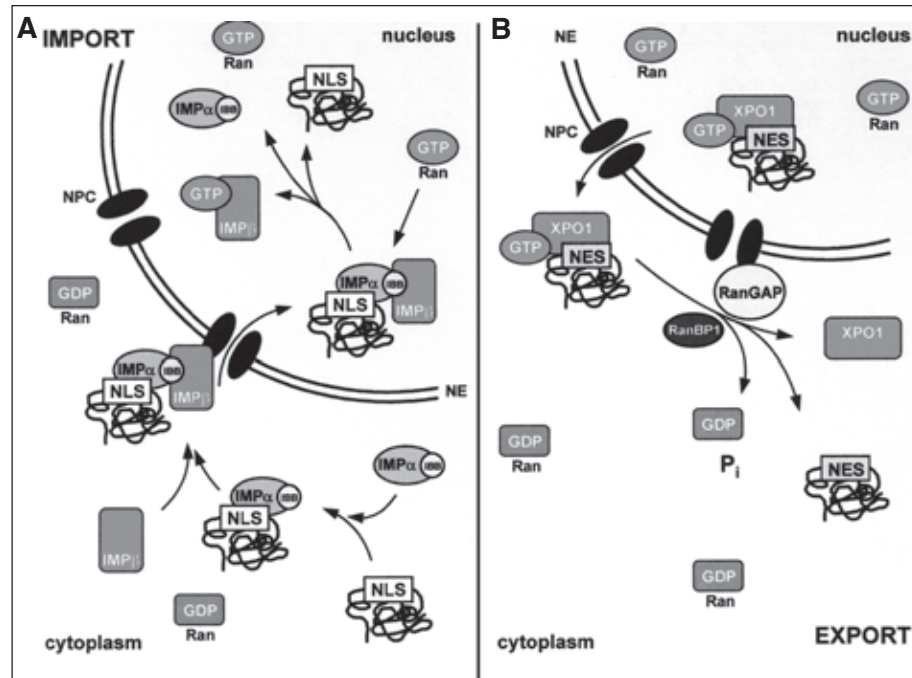 A
IMPORT
nucleus
GTP
Ran
NLS
IMPα IBB
GTP
Ran
GTP
IMPβ
NPC
IMPα IBB
NLS
IMPβ
GDP
Ran
IMPα IBB
NLS
IMPβ
NE
IMPα IBB
IMPα IBB
NLS
IMPβ
NLS
GDP
Ran
cytoplasm
B
NE
nucleus
GTP
Ran
GTP
Ran
XPO1
GTP
NES
NPC
XPO1
GTP
NES
RanGAP
RanBP1
XPO1
GDP
Pi
GDP
Ran
NES
GDP
Ran
cytoplasm
EXPORT